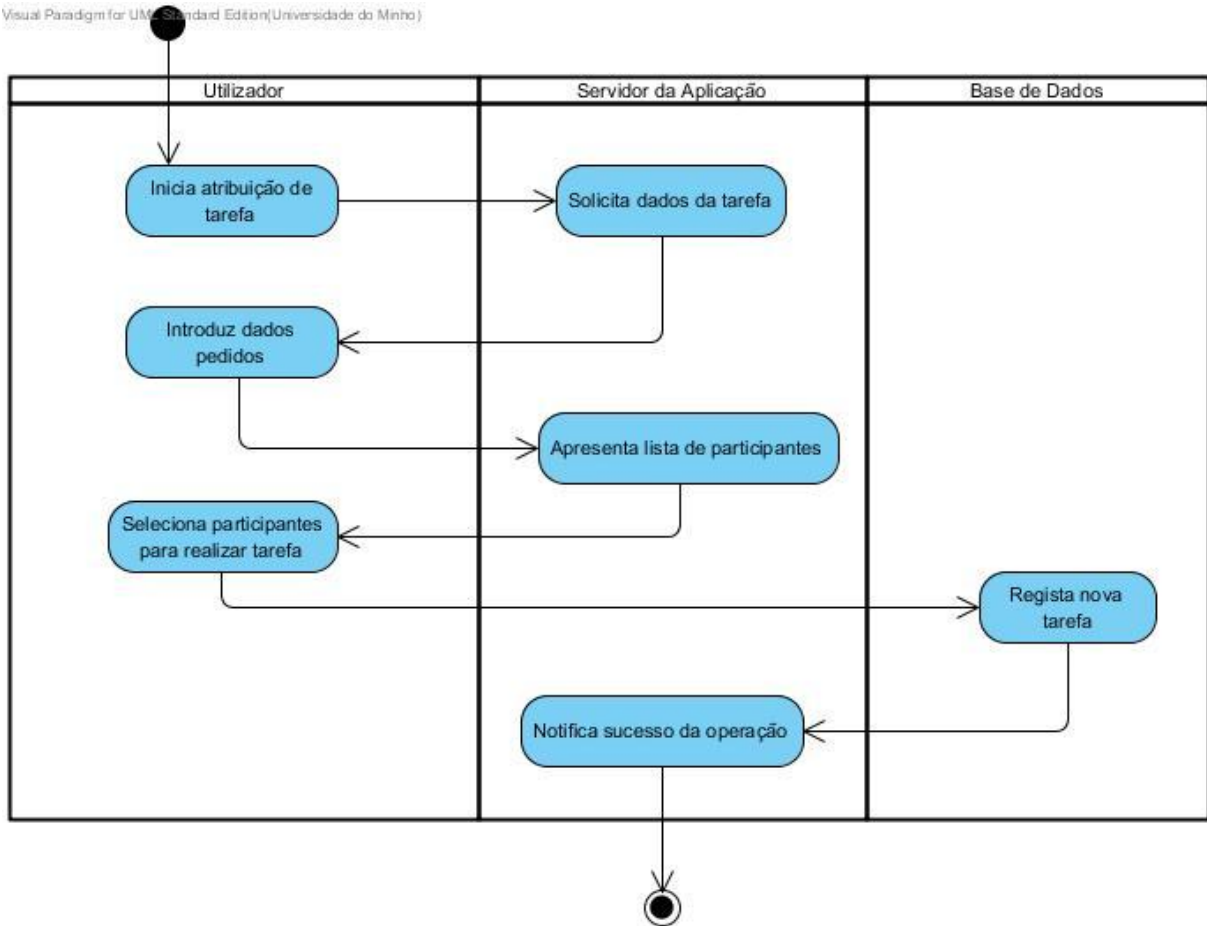 Visual Paradigm for UML Standard Edition(Universidade do Minho)
Utilizador
Servidor da Aplicação
Base de Dados
Inicia atribuição de
tarefa
Solicita dados da tarefa
Introduz dados
pedidos
Apresenta lista de participantes
Seleciona participantes
para realizar tarefa
Regista nova
tarefa
Notifica sucesso da operação